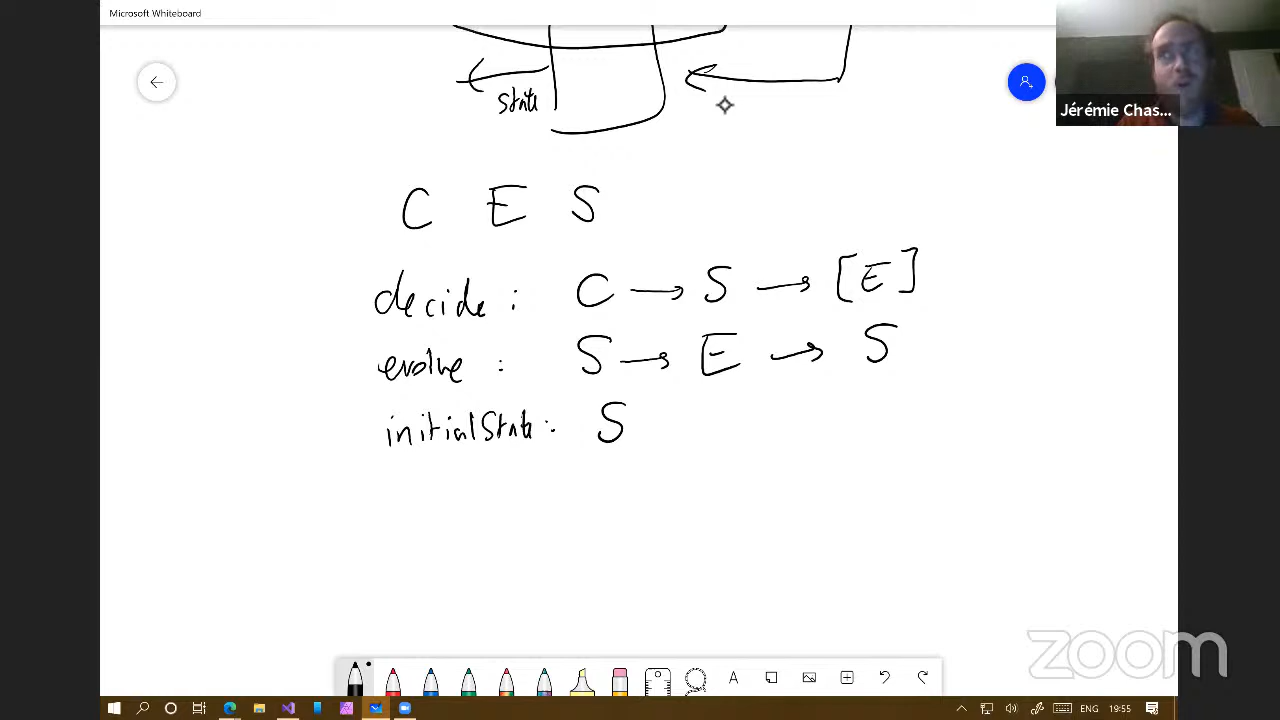 Microsoft Whiteboard
state
Jérémie Chas...
C E S
decide : C → S → [E]
evolve : S → E → S
initialState : S
zoom
A
ENG 19:55